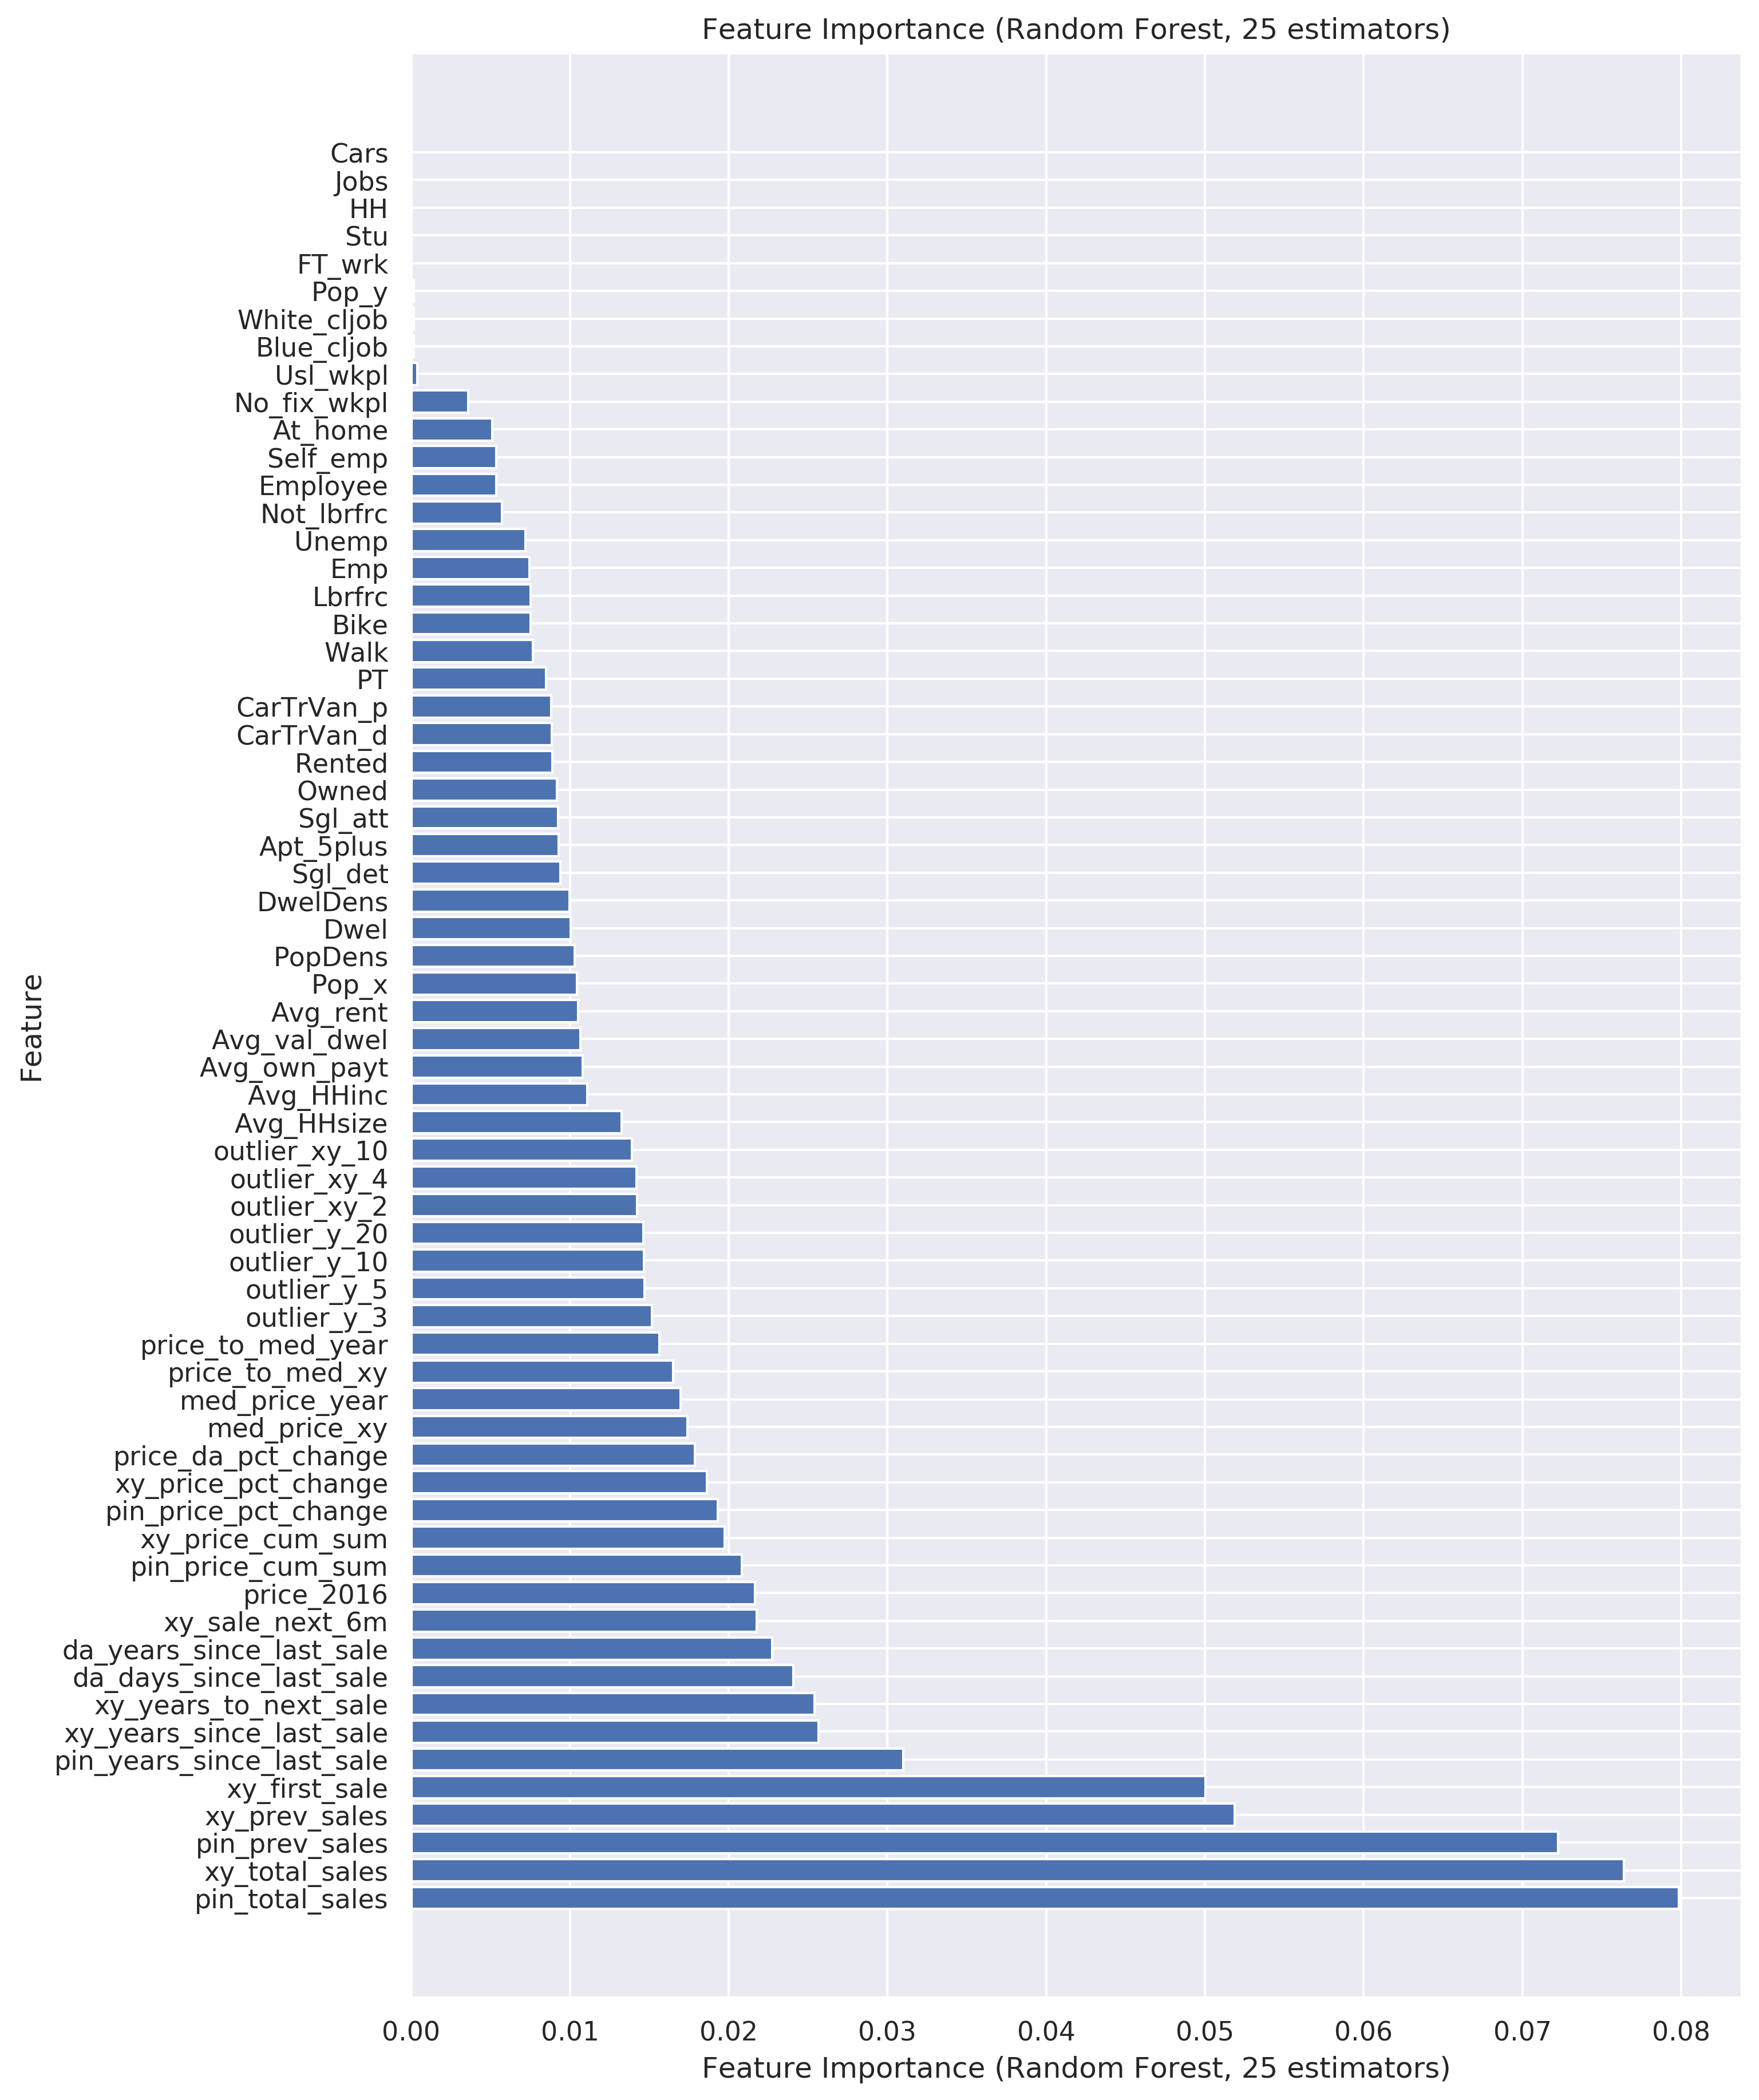 Feature Importance (Random Forest, 25 estimators)
Cars
Jobs
HH
Stu
FT_wrk
Pop_y
White_cljob
Blue_cljob
Usl_wkpl
No_fix_wkpl
At_home
Self_emp
Employee
Not_lbrfrc
Unemp
Emp
Lbrfrc
Bike
Walk
PT
CarTrVan_p
CarTrVan_d
Rented
Owned
Sgl_att
Apt_5plus
Sgl_det
DwelDens
Dwel
PopDens
Pop_x
Avg_rent
Avg_val_dwel
Avg_own_payt
Avg_HHinc
Avg_HHsize
outlier_xy_10
outlier_xy_4
outlier_xy_2
outlier_y_20
outlier_y_10
outlier_y_5
outlier_y_3
price_to_med_year
price_to_med_xy
med_price_year
med_price_xy
price_da_pct_change
xy_price_pct_change
pin_price_pct_change
xy_price_cum_sum
pin_price_cum_sum
price_2016
xy_sale_next_6m
da_years_since_last_sale
da_days_since_last_sale
xy_years_to_next_sale
xy_years_since_last_sale
pin_years_since_last_sale
xy_first_sale
xy_prev_sales
pin_prev_sales
xy_total_sales
pin_total_sales
Feature
0.00 0.01 0.02 0.03 0.04 0.05 0.06 0.07 0.08
Feature Importance (Random Forest, 25 estimators)